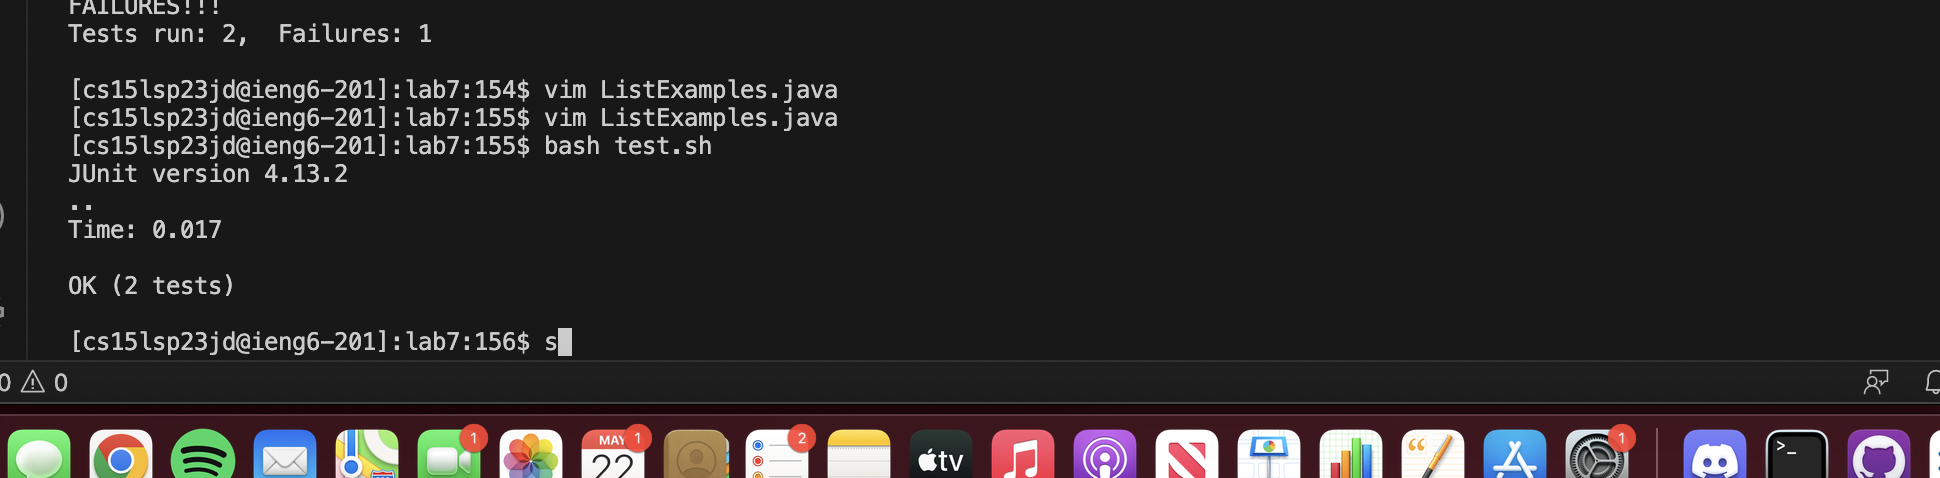 FAILURES!!!
Tests run: 2,  Failures: 1
[cs15lsp23jd@ieng6-201]:lab7:154$ vim ListExamples.java
[cs15lsp23jd@ieng6-201]:lab7:155$ vim ListExamples.java
[cs15lsp23jd@ieng6-201]:lab7:155$ bash test.sh
JUnit version 4.13.2
..
Time: 0.017
OK (2 tests)
[cs15lsp23jd@ieng6-201]:lab7:156$ s
0 0
1 MAY 1 2 1
22 tv >_